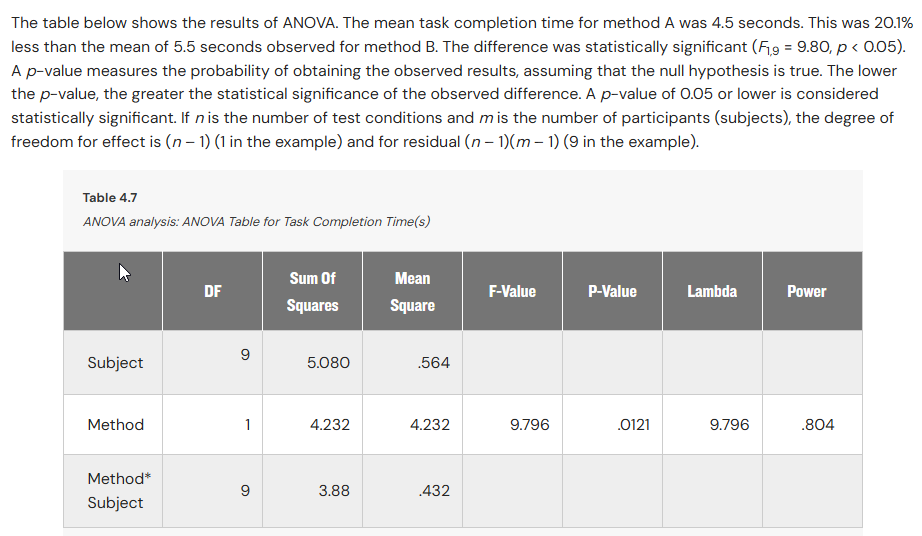 The table below shows the results of ANOVA. The mean task completion time for method A was 4.5 seconds. This was 20.1%
less than the mean of 5.5 seconds observed for method B. The difference was statistically significant (F1,9 = 9.80, p < 0.05).
A p-value measures the probability of obtaining the observed results, assuming that the null hypothesis is true. The lower
the p-value, the greater the statistical significance of the observed difference. A p-value of 0.05 or lower is considered
statistically significant. If n is the number of test conditions and m is the number of participants (subjects), the degree of
freedom for effect is (n – 1) (1 in the example) and for residual (n – 1)(m – 1) (9 in the example).
Table 4.7
ANOVA analysis: ANOVA Table for Task Completion Time(s)
DF Sum Of Squares Mean Square F-Value P-Value Lambda Power
Subject 9 5.080 .564
Method 1 4.232 4.232 9.796 .0121 9.796 .804
Method* Subject 9 3.88 .432